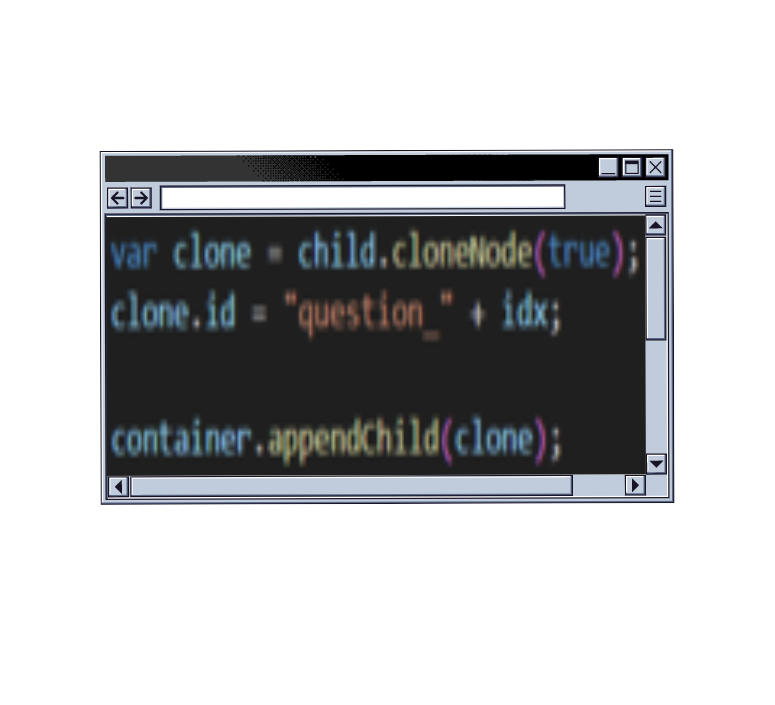 var clone = child.cloneNode(true);
clone.id = "question_" + idx;
container.appendChild(clone);